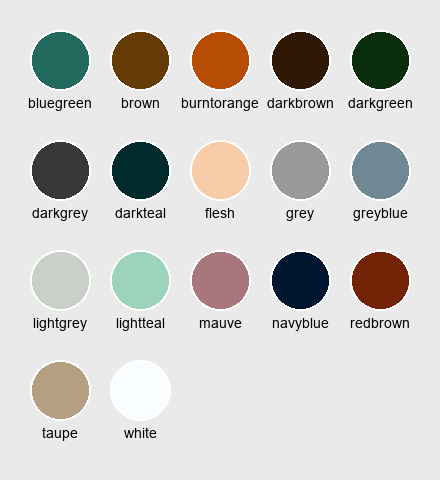 bluegreen brown burntorange darkbrown darkgreen
darkgrey darkteal flesh grey greyblue
lightgrey lightteal mauve navyblue redbrown
taupe white